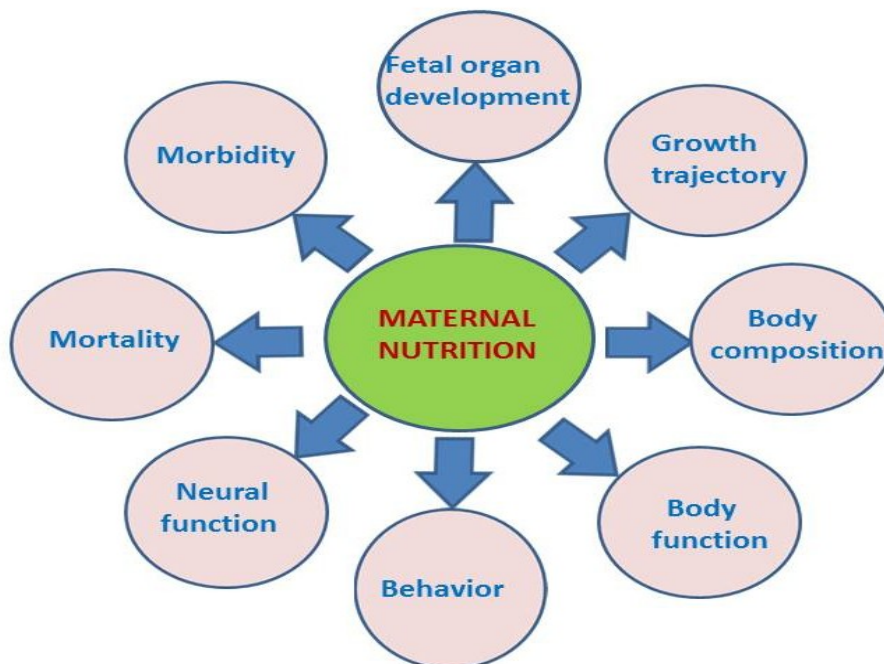 Fetal organ
development
Growth
trajectory
Body
composition
Body
function
Behavior
Neural
function
Mortality
Morbidity
MATERNAL
NUTRITION